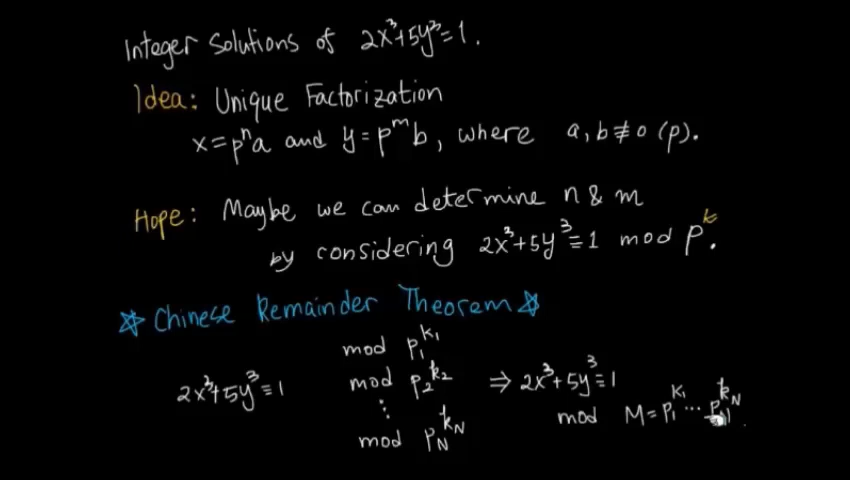 Integer Solutions of 2x³+5y³=1.
Idea: Unique Factorization
x=pⁿa and y=pᵐb, where a,b≢0 (p).
Hope: Maybe we can determine n & m
by considering 2x³+5y³≡1 mod pᵏ.
☆ Chinese Remainder Theorem ☆
mod p₁^k₁
2x³+5y³≡1 mod p₂^k₂ ⇒ 2x³+5y³≡1
⋮
mod p_N^k_N mod M=p₁^k₁ ⋯ p_N^k_N